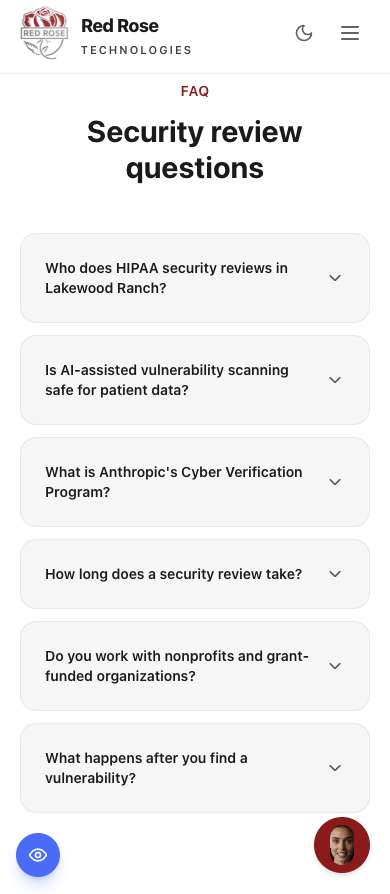 RED ROSE
Red Rose
TECHNOLOGIES
FAQ
Security review
questions
Who does HIPAA security reviews in
Lakewood Ranch?
Is AI-assisted vulnerability scanning
safe for patient data?
What is Anthropic's Cyber Verification
Program?
How long does a security review take?
Do you work with nonprofits and grant-
funded organizations?
What happens after you find a
vulnerability?